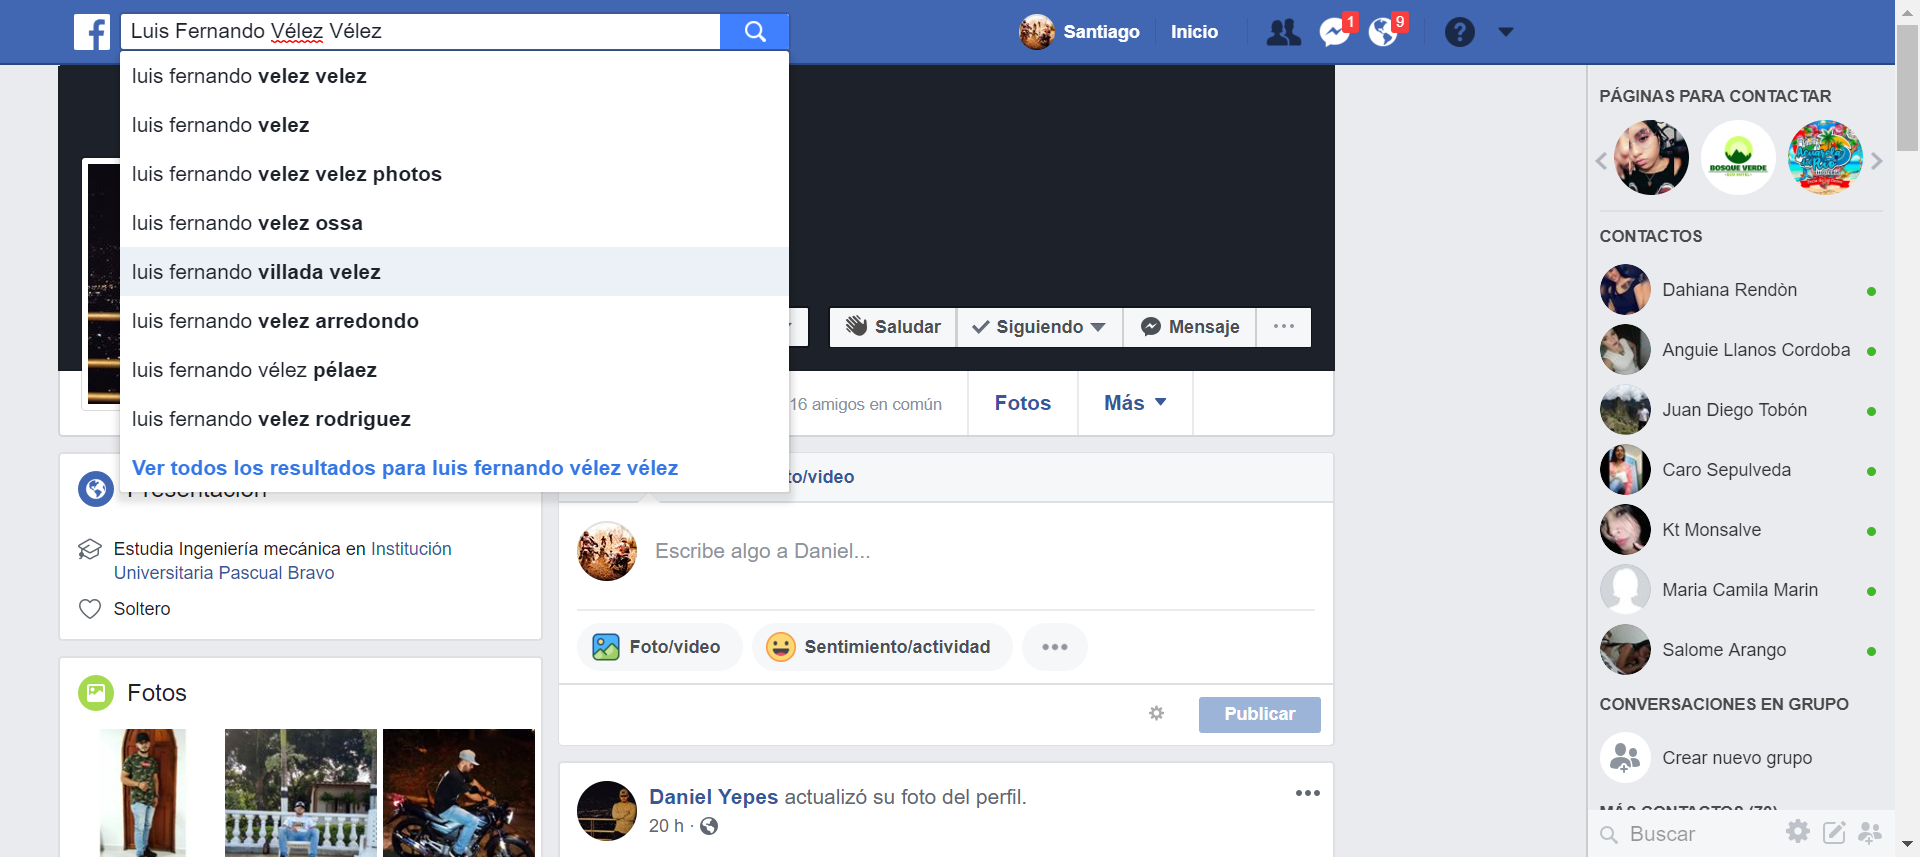 Luis Fernando Vélez Vélez
Santiago
Inicio
1
9
?
luis fernando velez velez
luis fernando velez
luis fernando velez velez photos
luis fernando velez ossa
luis fernando villada velez
luis fernando velez arredondo
luis fernando vélez pélaez
luis fernando velez rodriguez
Ver todos los resultados para luis fernando vélez vélez
Saludar
Siguiendo
Mensaje
16 amigos en común
Fotos
Más
Presentación
Estudia Ingeniería mecánica en Institución
Universitaria Pascual Bravo
Soltero
Fotos
to/video
Escribe algo a Daniel...
Foto/video
Sentimiento/actividad
Publicar
Daniel Yepes actualizó su foto del perfil.
20 h ·
PÁGINAS PARA CONTACTAR
BOSQUE VERDE
CONTACTOS
Dahiana Rendòn
Anguie Llanos Cordoba
Juan Diego Tobón
Caro Sepulveda
Kt Monsalve
Maria Camila Marin
Salome Arango
CONVERSACIONES EN GRUPO
Crear nuevo grupo
MÁS CONTACTOS (70)
Buscar